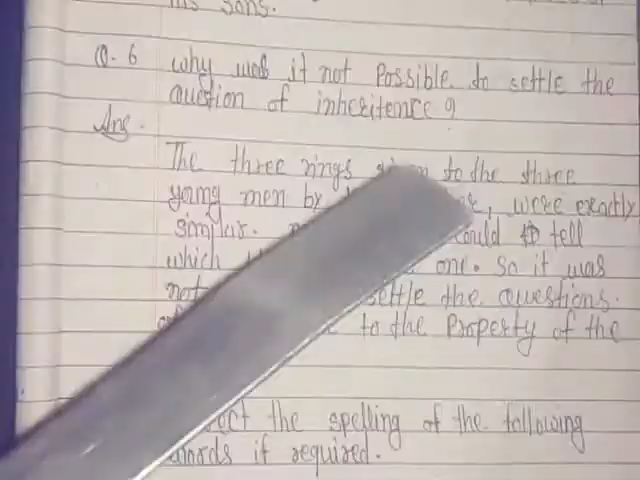 his sons.
Q. 6 why was it not Possible to settle the
question of inheritence ?
Ans.
The three rings to the three
young men by were exactly
similar. could to tell
which one. so it was
not settle the questions.
to the Property of the
the spelling of the following
words if required.